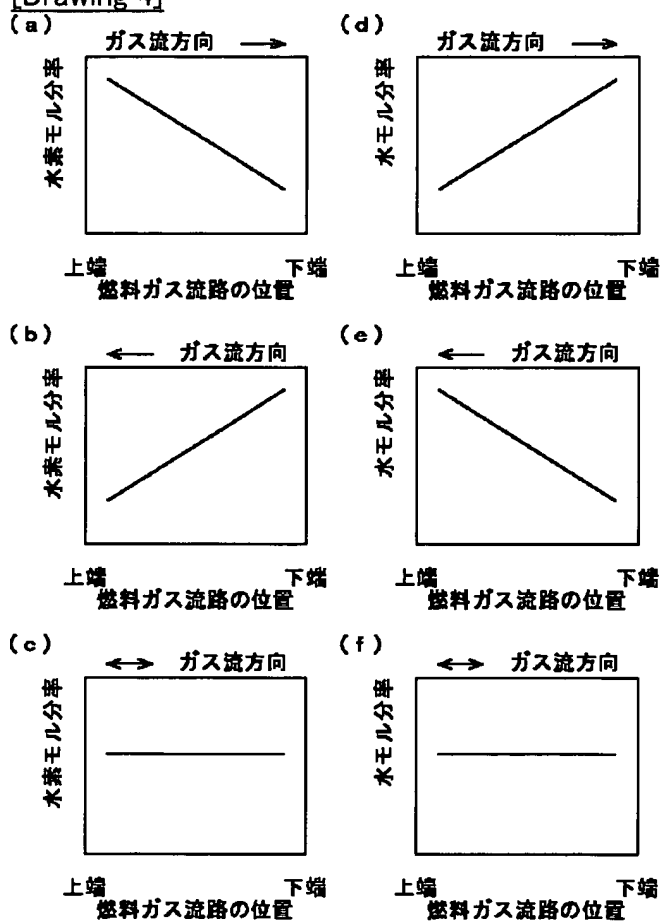 [Drawing 4]
(a)
ガス流方向 →
水素モル分率
上端 下端
燃料ガス流路の位置
(d)
ガス流方向 →
水モル分率
上端 下端
燃料ガス流路の位置
(b)
← ガス流方向
水素モル分率
上端 下端
燃料ガス流路の位置
(e)
← ガス流方向
水モル分率
上端 下端
燃料ガス流路の位置
(c)
↔ ガス流方向
水素モル分率
上端 下端
燃料ガス流路の位置
(f)
↔ ガス流方向
水モル分率
上端 下端
燃料ガス流路の位置